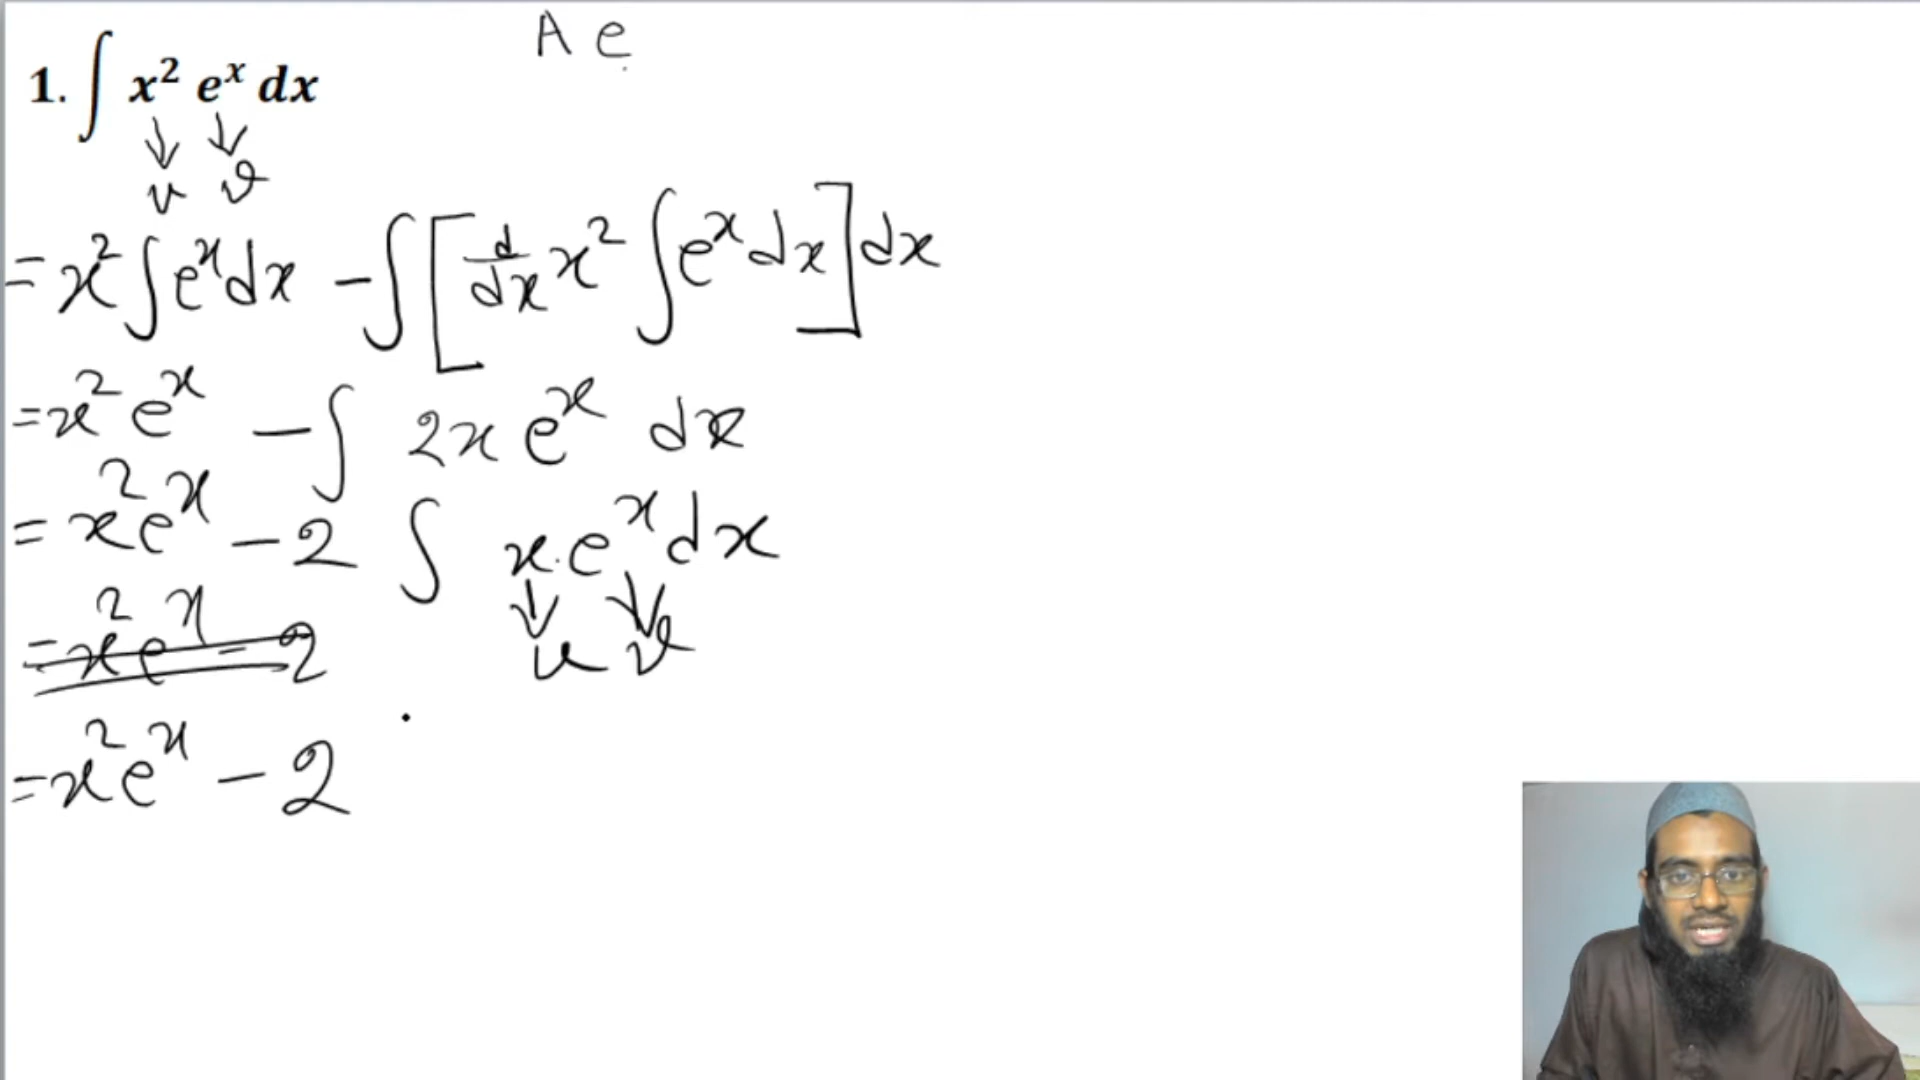 A e
1. ∫ x² eˣ dx
↓ ↓
u v
= x² ∫ eˣ dx - ∫ [ d/dx x² ∫ eˣ dx ] dx
= x² eˣ - ∫ 2x eˣ dx
= x² eˣ - 2 ∫ x . eˣ dx
↓ ↓
= x² eˣ - 2
u v
= x² eˣ - 2